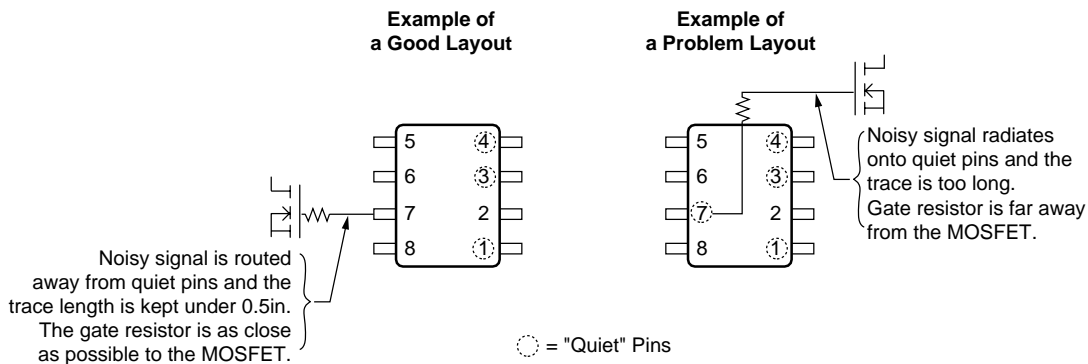 Example of
a Good Layout
5
6
7
8
4
3
2
1
Noisy signal is routed
away from quiet pins and the
trace length is kept under 0.5in.
The gate resistor is as close
as possible to the MOSFET.
Example of
a Problem Layout
5
6
7
8
4
3
2
1
Noisy signal radiates
onto quiet pins and the
trace is too long.
Gate resistor is far away
from the MOSFET.
= "Quiet" Pins